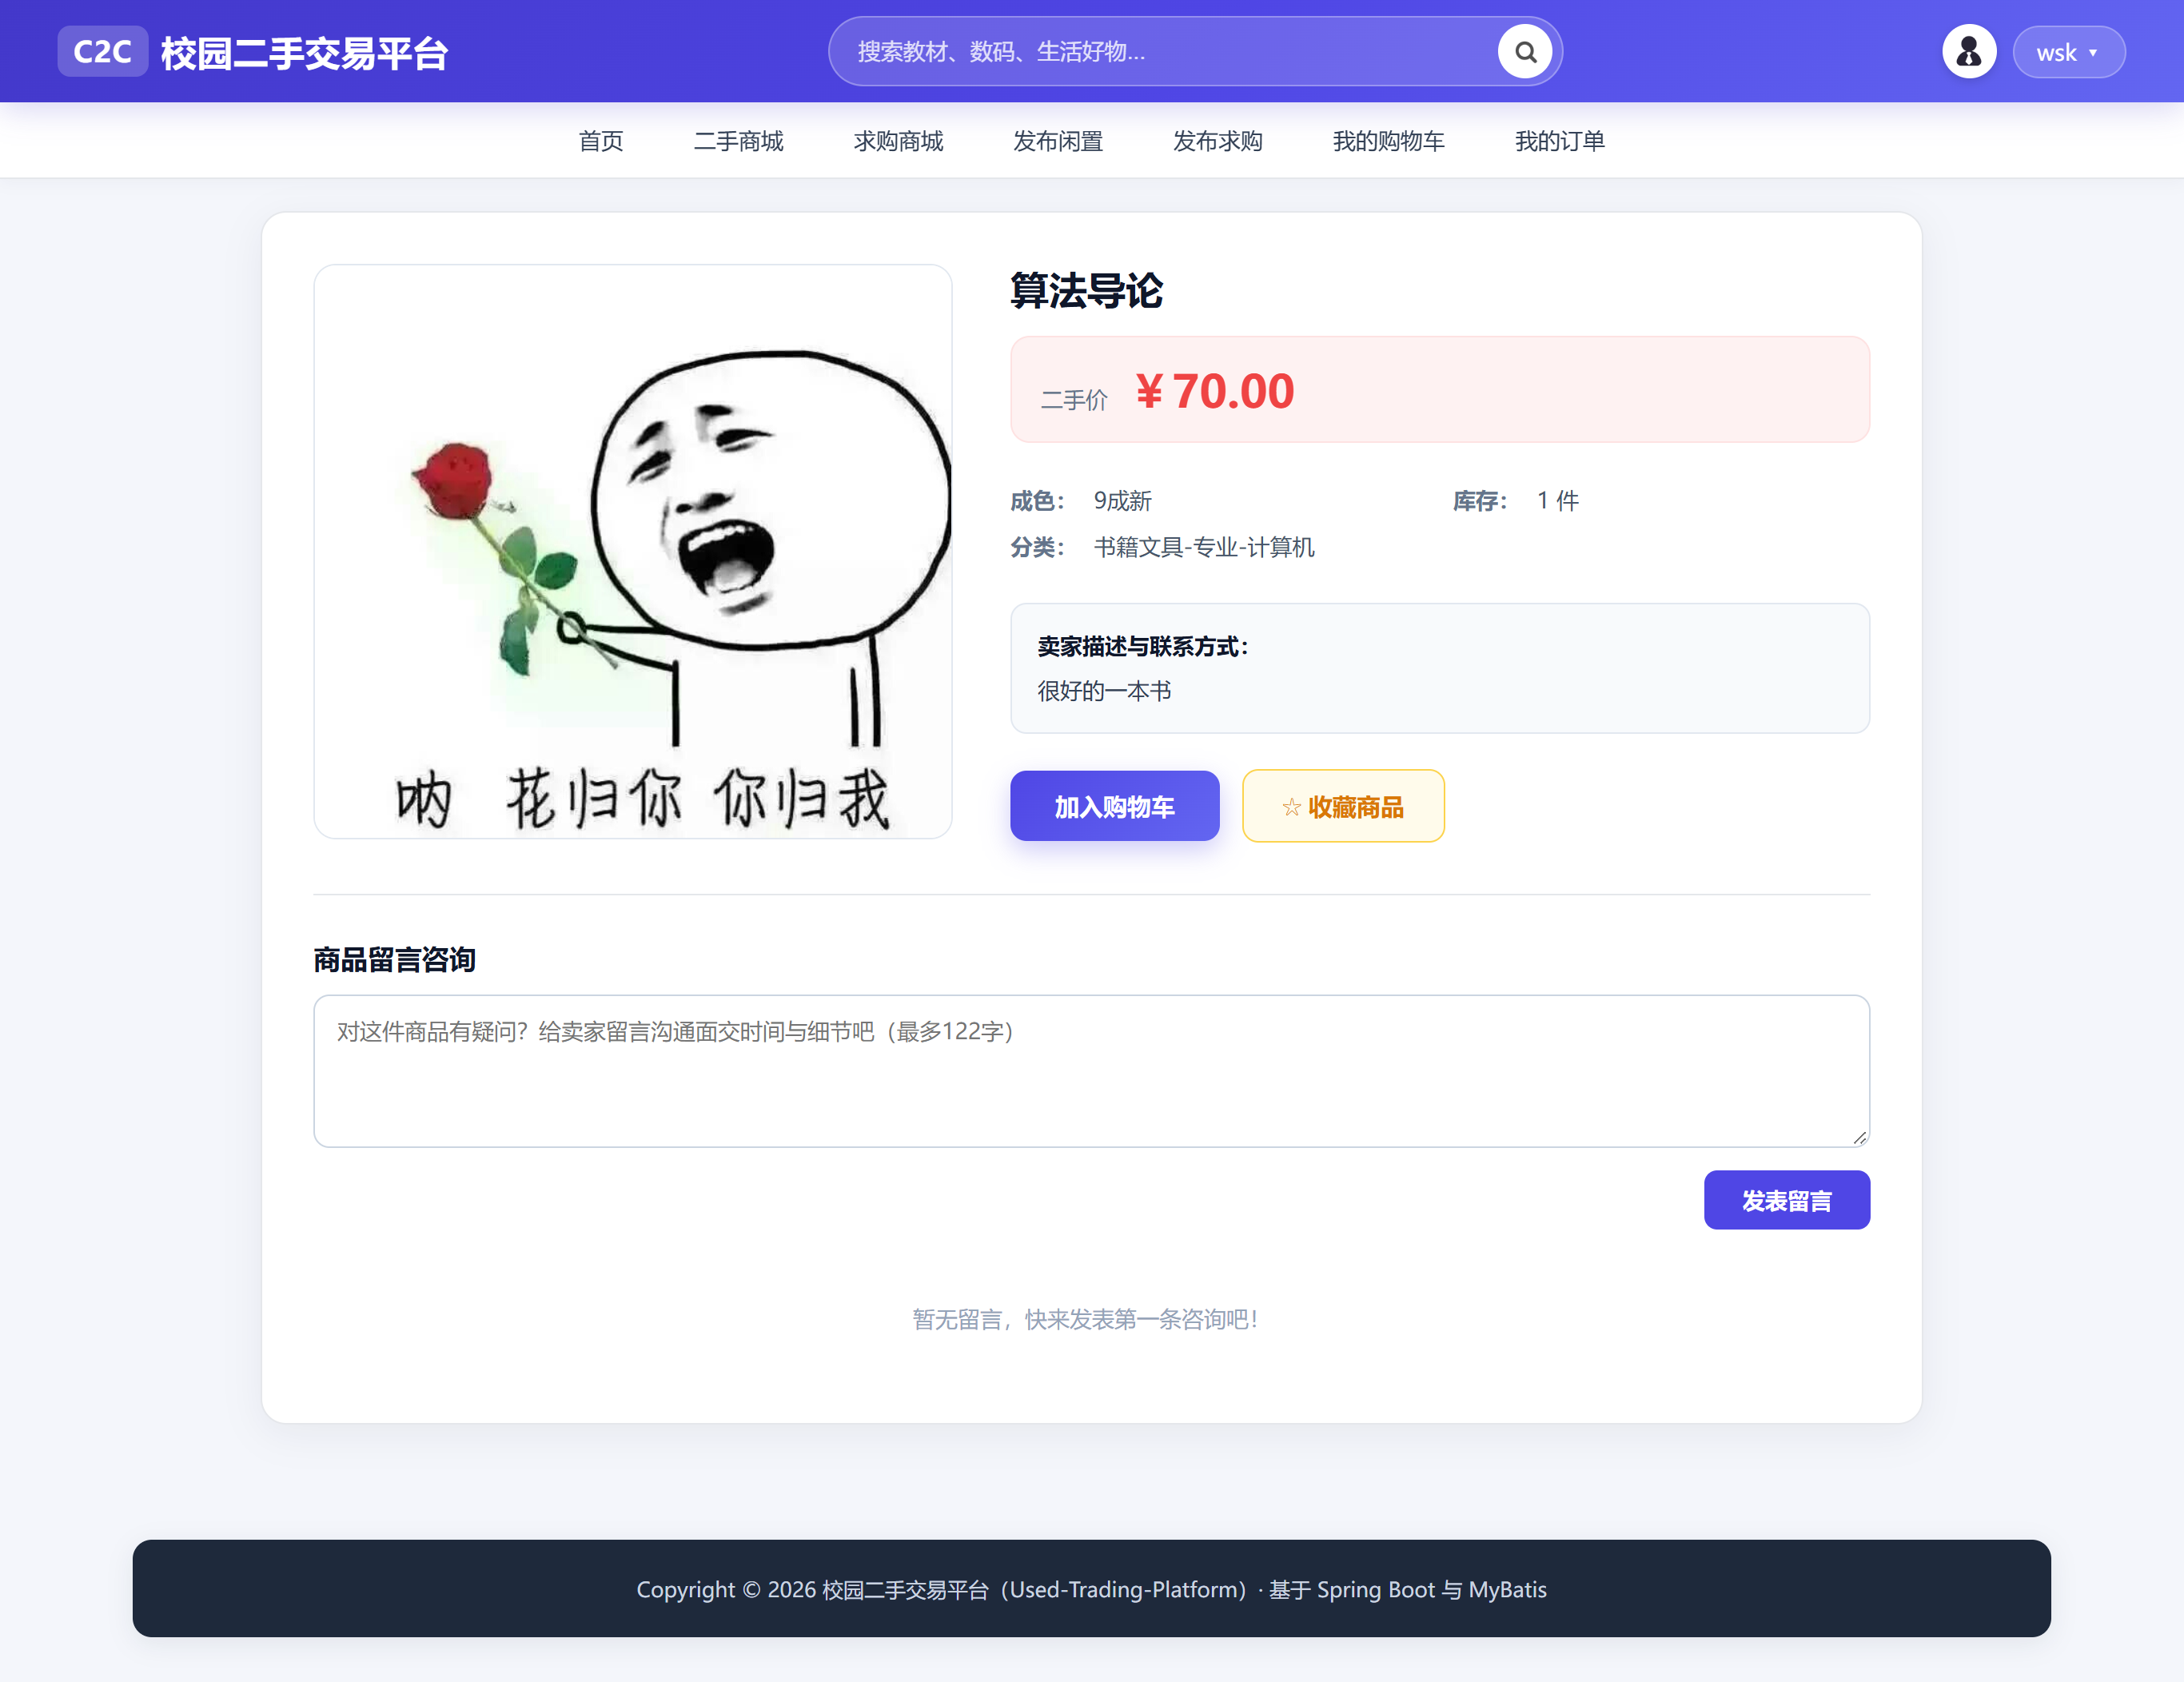 C2C 校园二手交易平台
搜索教材、数码、生活好物...
wsk ▼
首页 二手商城 求购商城 发布闲置 发布求购 我的购物车 我的订单
呐 花归你 你归我
算法导论
二手价 ¥70.00
成色： 9成新 库存： 1 件
分类： 书籍文具-专业-计算机
卖家描述与联系方式：
很好的一本书
加入购物车 ☆ 收藏商品
商品留言咨询
对这件商品有疑问？给卖家留言沟通面交时间与细节吧（最多122字）
发表留言
暂无留言，快来发表第一条咨询吧！
Copyright © 2026 校园二手交易平台（Used-Trading-Platform）· 基于 Spring Boot 与 MyBatis